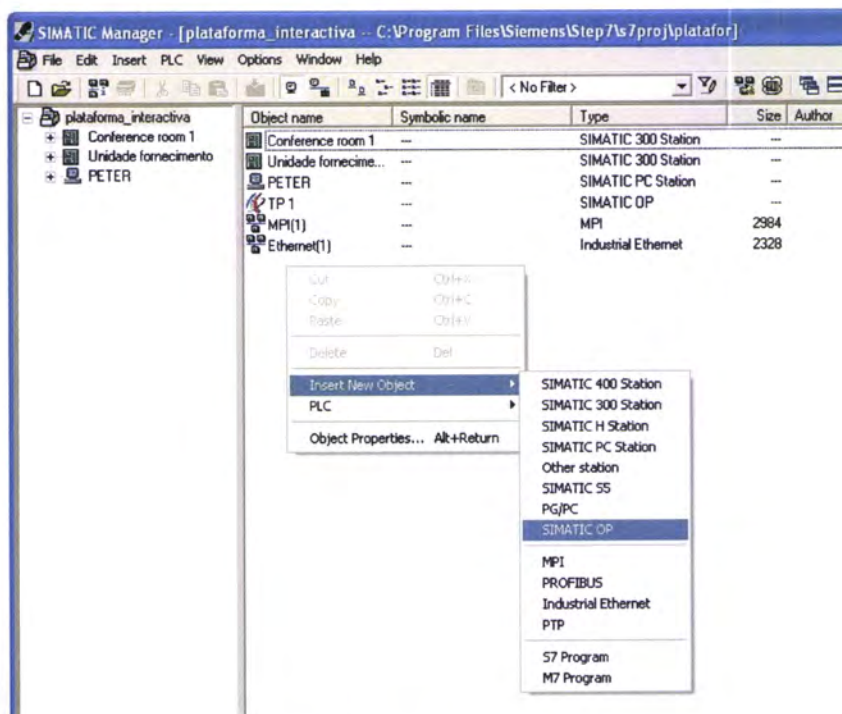 SIMATIC Manager - [plataforma_interactiva -- C:\Program Files\Siemens\Step7\s7proj\platafor]
File Edit Insert PLC View Options Window Help
< No Filter >
plataforma_interactiva
Conference room 1
Unidade fornecimento
PETER
Object name Symbolic name Type Size Author
Conference room 1 --- SIMATIC 300 Station ---
Unidade fornecime... --- SIMATIC 300 Station ---
PETER --- SIMATIC PC Station ---
TP 1 --- SIMATIC OP ---
MPI(1) --- MPI 2984
Ethernet(1) --- Industrial Ethernet 2328
Cut Ctrl+X
Copy Ctrl+C
Paste Ctrl+V
Delete Del
Insert New Object
PLC
Object Properties... Alt+Return
SIMATIC 400 Station
SIMATIC 300 Station
SIMATIC H Station
SIMATIC PC Station
Other station
SIMATIC S5
PG/PC
SIMATIC OP
MPI
PROFIBUS
Industrial Ethernet
PTP
S7 Program
M7 Program